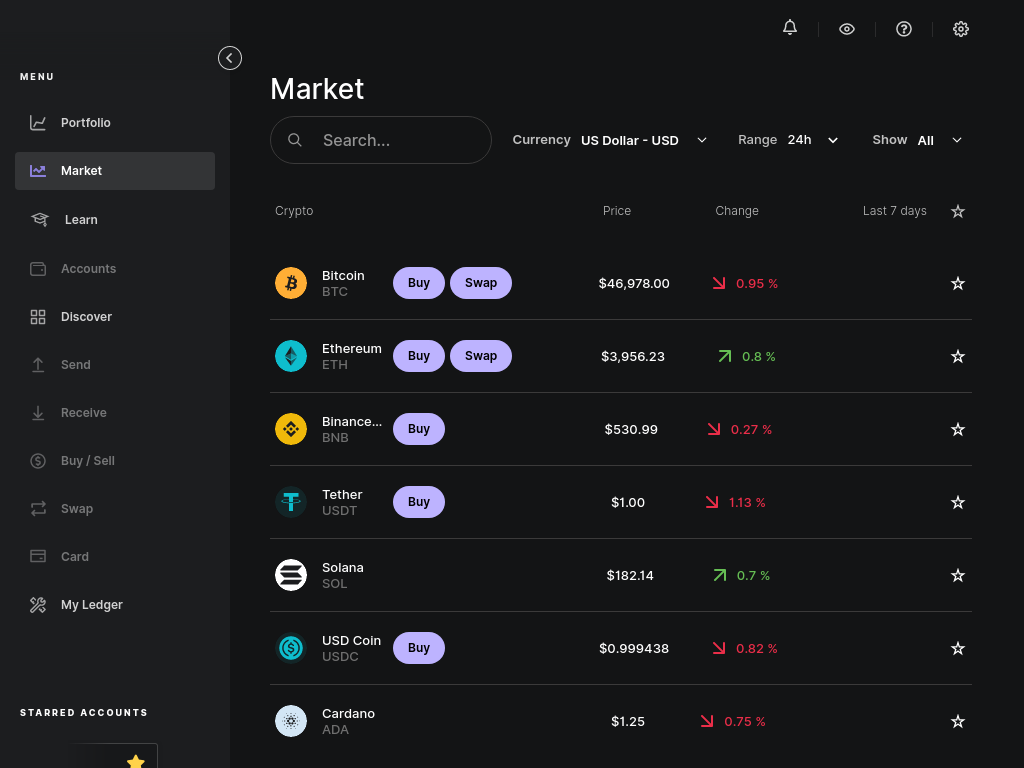 MENU
Portfolio
Market
Learn
Accounts
Discover
Send
Receive
Buy / Sell
Swap
Card
My Ledger
STARRED ACCOUNTS
Market
Search...
Currency US Dollar - USD
Range 24h
Show All
Crypto Price Change Last 7 days
Bitcoin
BTC
Buy Swap $46,978.00 0.95 %
Ethereum
ETH
Buy Swap $3,956.23 0.8 %
Binance...
BNB
Buy $530.99 0.27 %
Tether
USDT
Buy $1.00 1.13 %
Solana
SOL
$182.14 0.7 %
USD Coin
USDC
Buy $0.999438 0.82 %
Cardano
ADA
$1.25 0.75 %